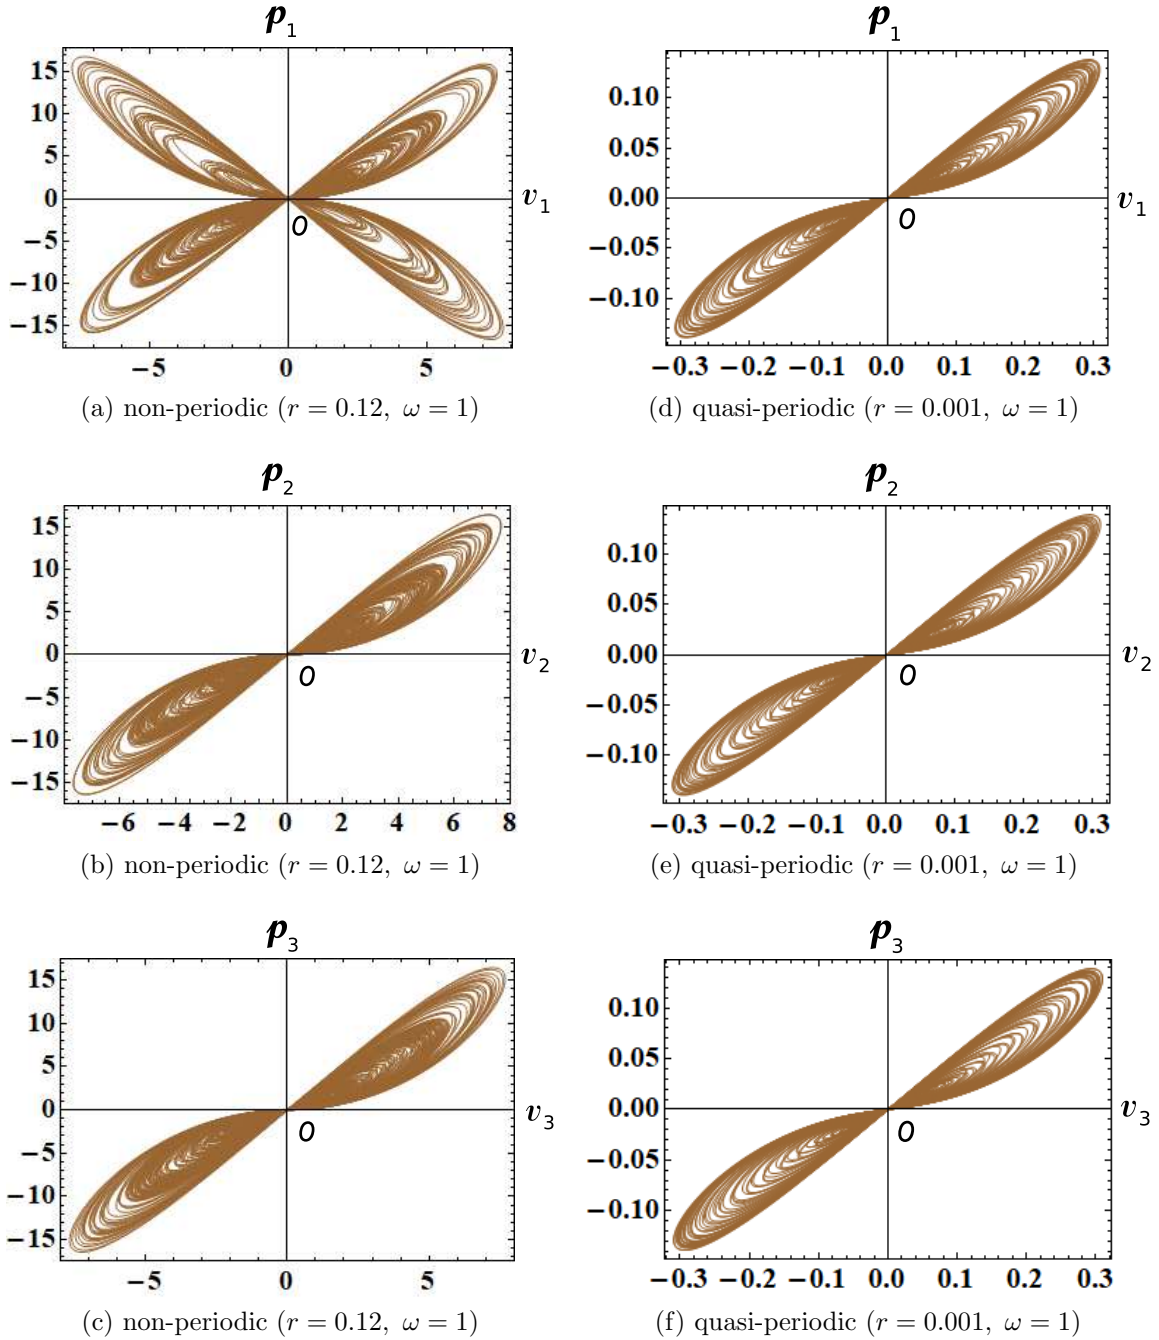 𝒑₁
15
10
5
0
−5
−10
−15
v₁
O
−5 0 5
(a) non-periodic (r = 0.12, ω = 1)
𝒑₁
0.10
0.05
0.00
−0.05
−0.10
v₁
O
−0.3 −0.2 −0.1 0.0 0.1 0.2 0.3
(d) quasi-periodic (r = 0.001, ω = 1)
𝒑₂
15
10
5
0
−5
−10
−15
v₂
O
−6 −4 −2 0 2 4 6 8
(b) non-periodic (r = 0.12, ω = 1)
𝒑₂
0.10
0.05
0.00
−0.05
−0.10
v₂
O
−0.3 −0.2 −0.1 0.0 0.1 0.2 0.3
(e) quasi-periodic (r = 0.001, ω = 1)
𝒑₃
15
10
5
0
−5
−10
−15
v₃
O
−5 0 5
(c) non-periodic (r = 0.12, ω = 1)
𝒑₃
0.10
0.05
0.00
−0.05
−0.10
v₃
O
−0.3 −0.2 −0.1 0.0 0.1 0.2 0.3
(f) quasi-periodic (r = 0.001, ω = 1)